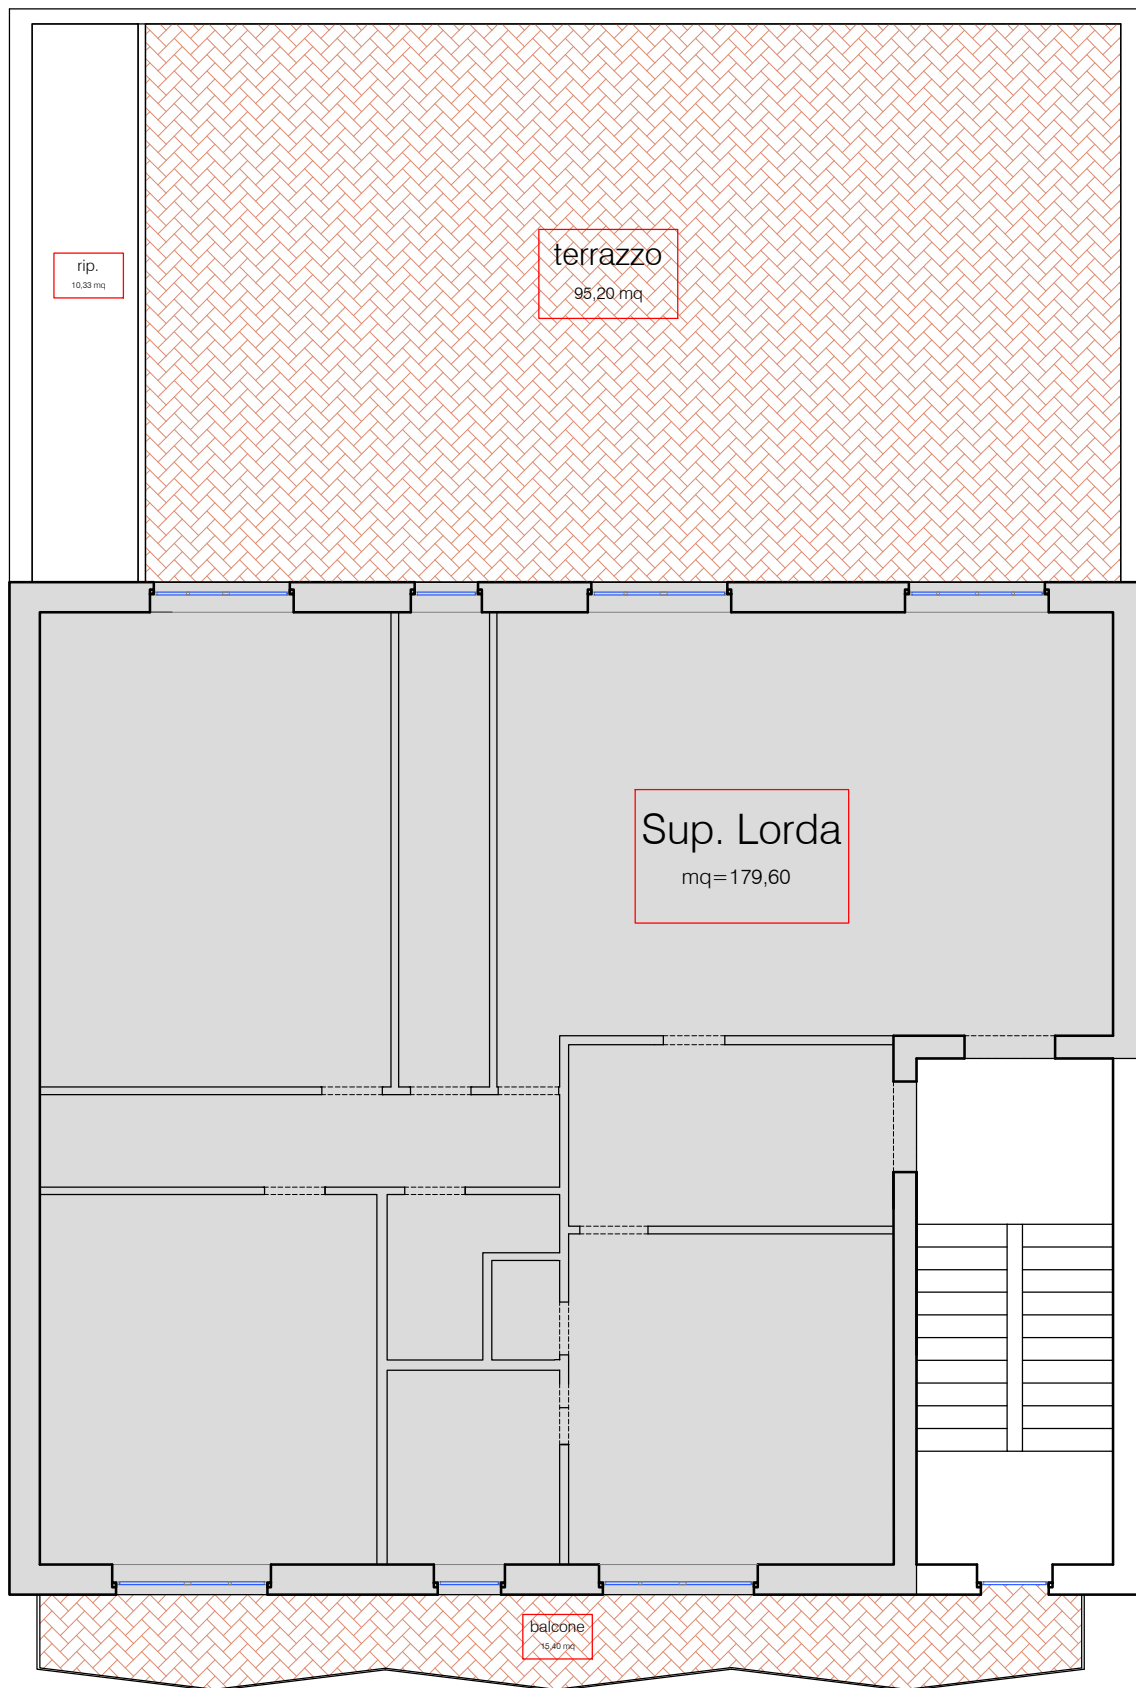 terrazzo
95,20 mq
rip.
10,33 mq
Sup. Lorda
mq=179,60
balcone
15,40 mq